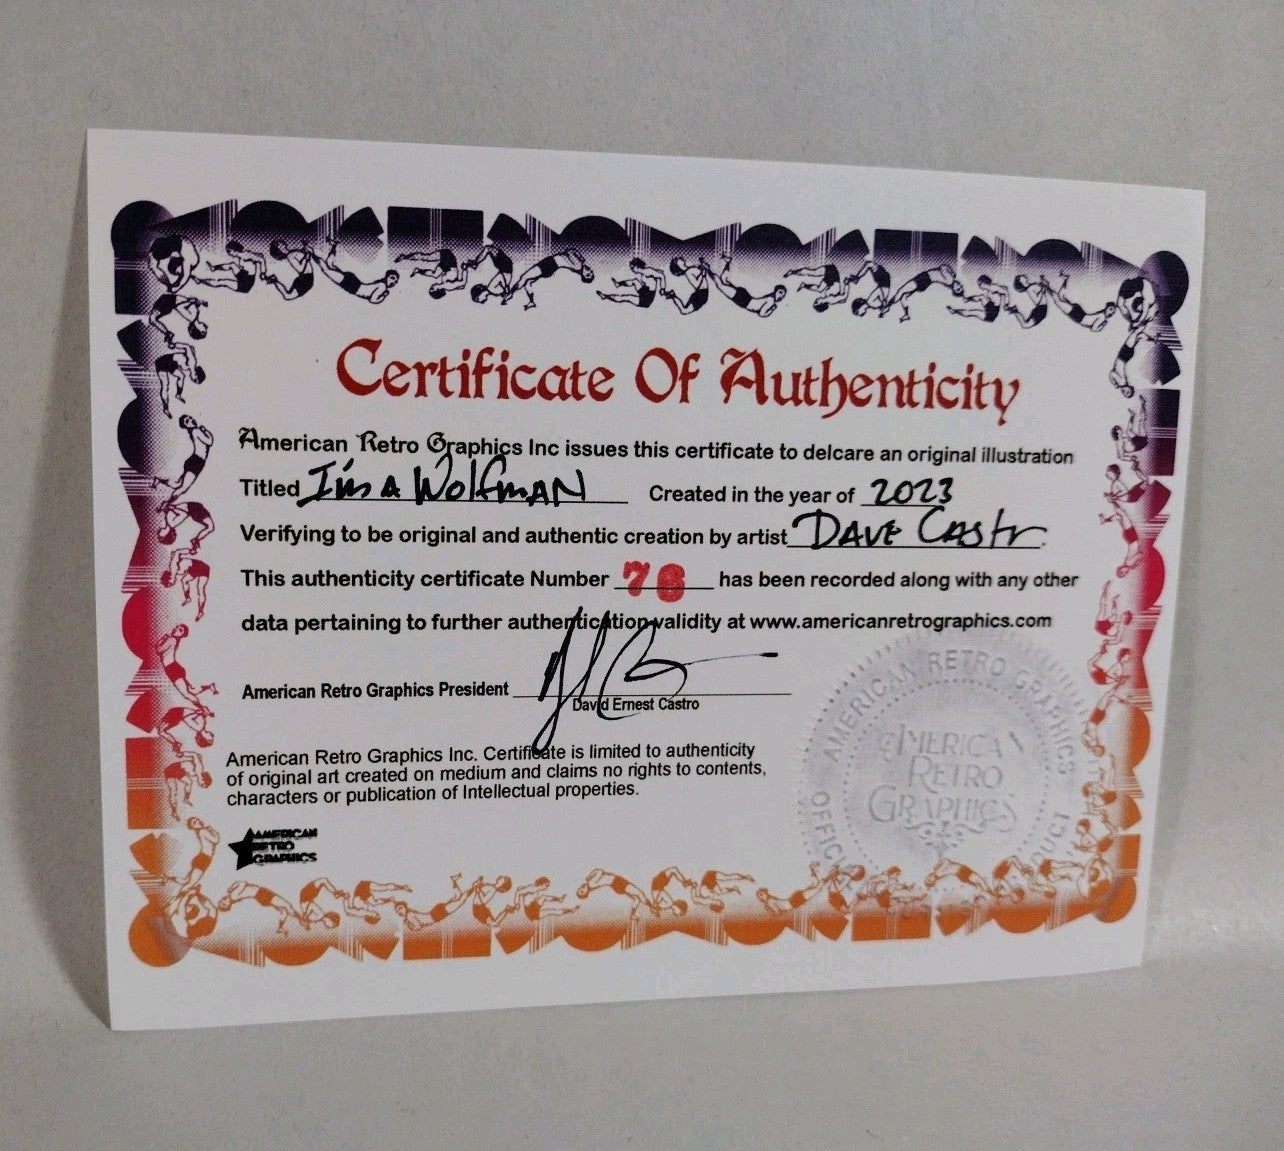 Certificate Of Authenticity
American Retro Graphics Inc issues this certificate to delcare an original illustration
Titled I'm a Wolfman Created in the year of 2023
Verifying to be original and authentic creation by artist Dave Castro
This authenticity certificate Number 76 has been recorded along with any other
data pertaining to further authentication validity at www.americanretrographics.com
American Retro Graphics President
David Ernest Castro
American Retro Graphics Inc. Certificate is limited to authenticity
of original art created on medium and claims no rights to contents,
characters or publication of Intellectual properties.
AMERICAN
RETRO
GRAPHICS
AMERICAN RETRO GRAPHICS
AMERICAN
RETRO
GRAPHICS